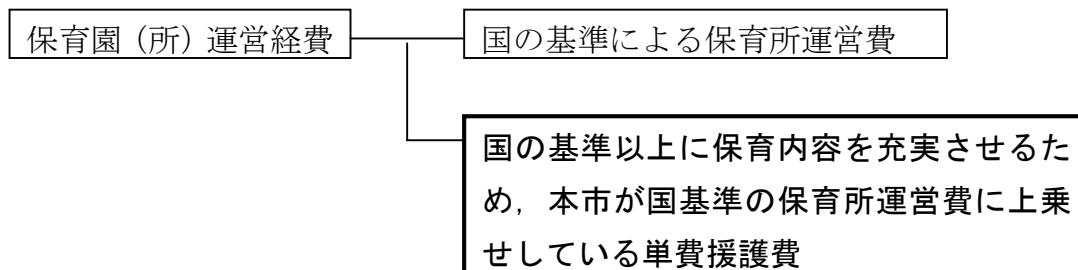 保育園（所）運営経費
国の基準による保育所運営費
国の基準以上に保育内容を充実させるた
め，本市が国基準の保育所運営費に上乗
せしている単費援護費